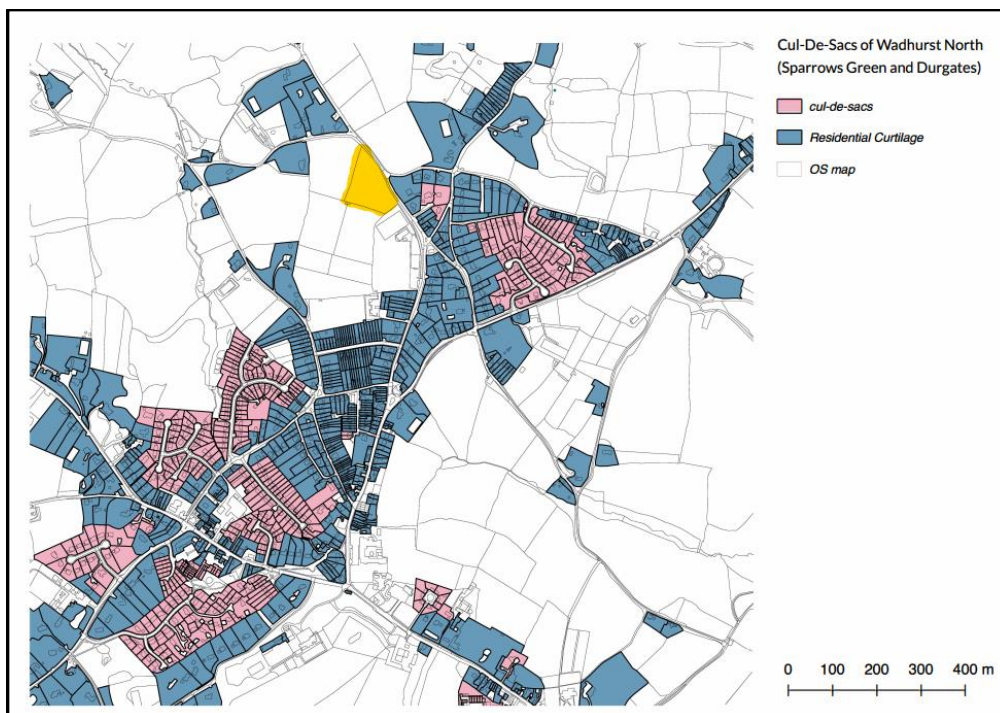 Cul-De-Sacs of Wadhurst North
(Sparrows Green and Durgates)
cul-de-sacs
Residential Curtilage
OS map
0 100 200 300 400 m